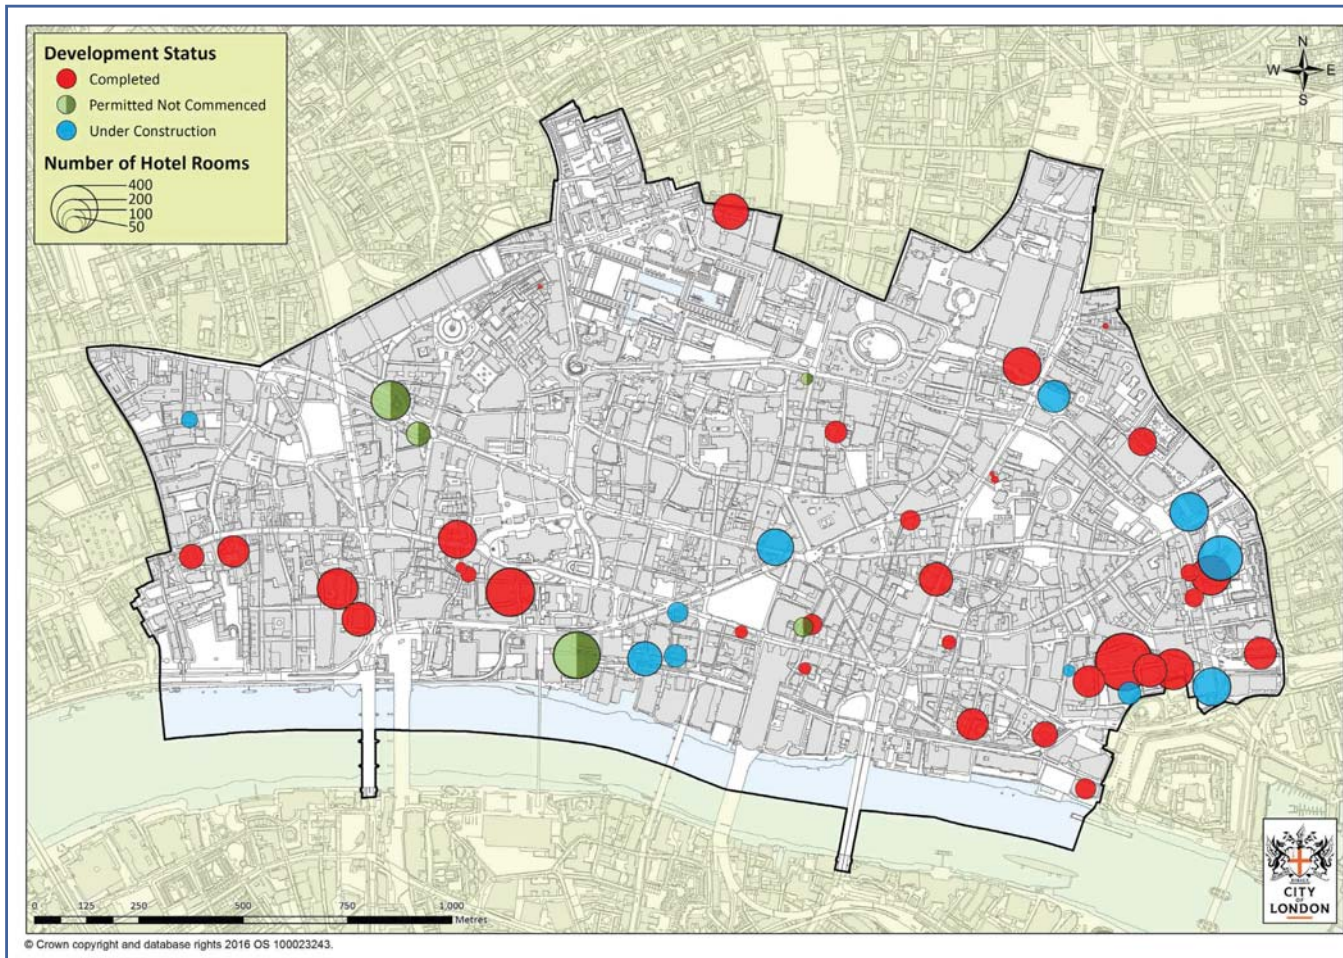 Development Status
Completed
Permitted Not Commenced
Under Construction
Number of Hotel Rooms
400
200
100
50
N
W E
S
0 125 250 500 750 1,000
Metres
CITY
OF
LONDON
© Crown copyright and database rights 2016 OS 100023243.